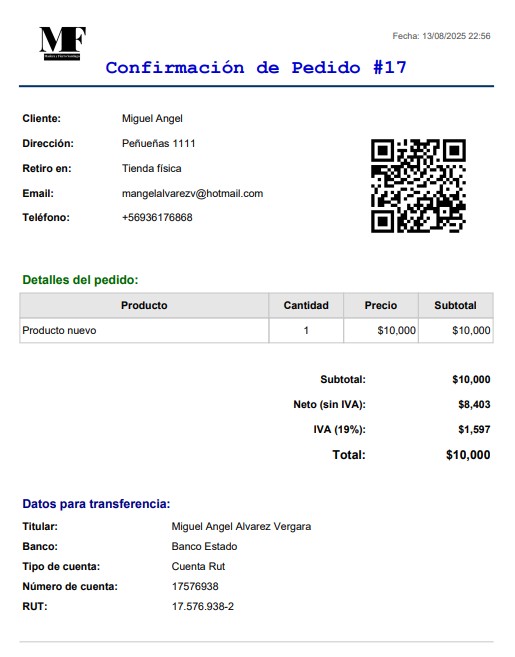 MF
Fecha: 13/08/2025 22:56
Confirmación de Pedido #17
Cliente: Miguel Angel
Dirección: Peñueñas 1111
Retiro en: Tienda física
Email: mangelalvarezv@hotmail.com
Teléfono: +56936176868
Detalles del pedido:
Producto Cantidad Precio Subtotal
Producto nuevo 1 $10,000 $10,000
Subtotal: $10,000
Neto (sin IVA): $8,403
IVA (19%): $1,597
Total: $10,000
Datos para transferencia:
Titular: Miguel Angel Alvarez Vergara
Banco: Banco Estado
Tipo de cuenta: Cuenta Rut
Número de cuenta: 17576938
RUT: 17.576.938-2